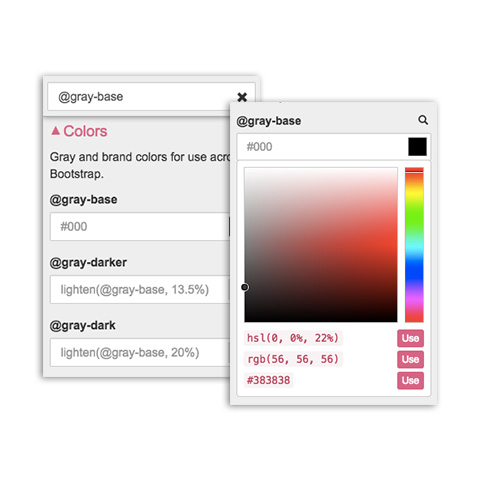 @gray-base
Colors
Gray and brand colors for use
Bootstrap.
@gray-base
#000
@gray-darker
lighten(@gray-base, 13.5%)
@gray-dark
lighten(@gray-base, 20%)
@gray-base
#000
hsl(0, 0%, 22%) Use
rgb(56, 56, 56) Use
#383838 Use